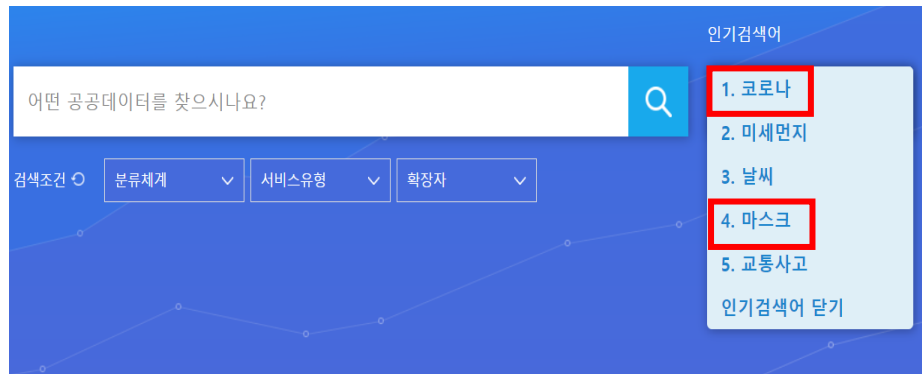 인기검색어
어떤 공공데이터를 찾으시나요?
검색조건
분류체계
서비스유형
확장자
1. 코로나
2. 미세먼지
3. 날씨
4. 마스크
5. 교통사고
인기검색어 닫기